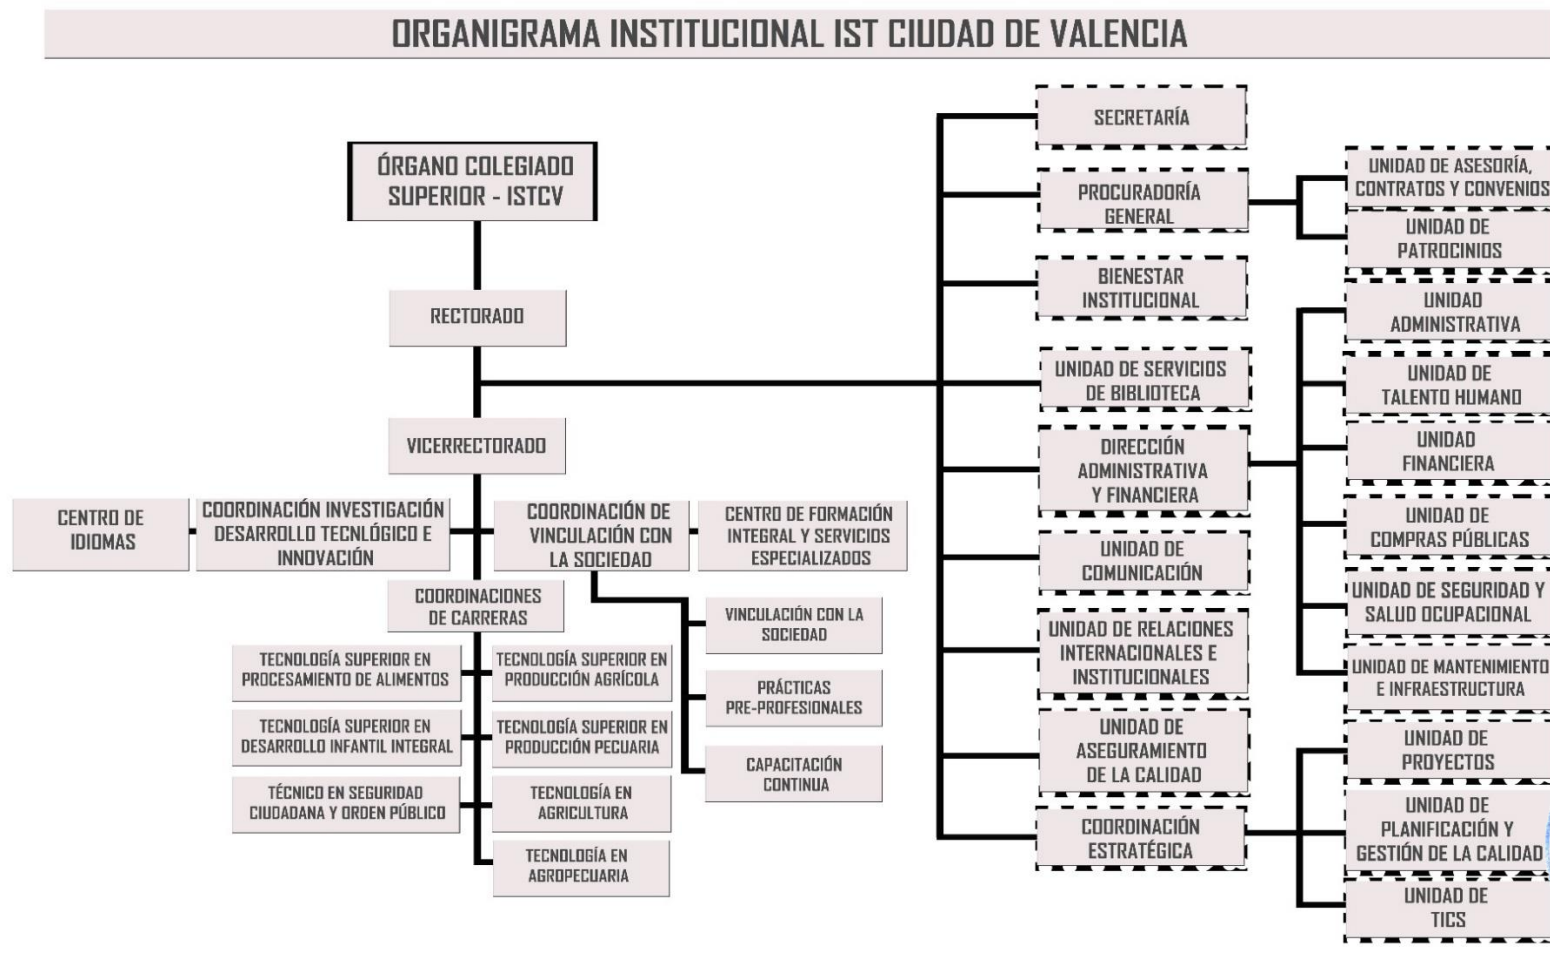 ORGANIGRAMA INSTITUCIONAL IST CIUDAD DE VALENCIA
ÓRGANO COLEGIADO
SUPERIOR - ISTCV
RECTORADO
VICERRECTORADO
CENTRO DE
IDIOMAS
COORDINACIÓN INVESTIGACIÓN
DESARROLLO TECNLÓGICO E
INNOVACIÓN
COORDINACIÓN DE
VINCULACIÓN CON
LA SOCIEDAD
CENTRO DE FORMACIÓN
INTEGRAL Y SERVICIOS
ESPECIALIZADOS
COORDINACIONES
DE CARRERAS
VINCULACIÓN CON LA
SOCIEDAD
PRÁCTICAS
PRE-PROFESIONALES
CAPACITACIÓN
CONTINUA
TECNOLOGÍA SUPERIOR EN
PROCESAMIENTO DE ALIMENTOS
TECNOLOGÍA SUPERIOR EN
PRODUCCIÓN AGRÍCOLA
TECNOLOGÍA SUPERIOR EN
DESARROLLO INFANTIL INTEGRAL
TECNOLOGÍA SUPERIOR EN
PRODUCCIÓN PECUARIA
TÉCNICO EN SEGURIDAD
CIUDADANA Y ORDEN PÚBLICO
TECNOLOGÍA EN
AGRICULTURA
TECNOLOGÍA EN
AGROPECUARIA
SECRETARÍA
PROCURADORÍA
GENERAL
BIENESTAR
INSTITUCIONAL
UNIDAD DE SERVICIOS
DE BIBLIOTECA
DIRECCIÓN
ADMINISTRATIVA
Y FINANCIERA
UNIDAD DE
COMUNICACIÓN
UNIDAD DE RELACIONES
INTERNACIONALES E
INSTITUCIONALES
UNIDAD DE
ASEGURAMIENTO
DE LA CALIDAD
COORDINACIÓN
ESTRATÉGICA
UNIDAD DE ASESORÍA,
CONTRATOS Y CONVENIOS
UNIDAD DE
PATROCINIOS
UNIDAD
ADMINISTRATIVA
UNIDAD DE
TALENTO HUMANO
UNIDAD
FINANCIERA
UNIDAD DE
COMPRAS PÚBLICAS
UNIDAD DE SEGURIDAD Y
SALUD OCUPACIONAL
UNIDAD DE MANTENIMIENTO
E INFRAESTRUCTURA
UNIDAD DE
PROYECTOS
UNIDAD DE
PLANIFICACIÓN Y
GESTIÓN DE LA CALIDAD
UNIDAD DE
TICS